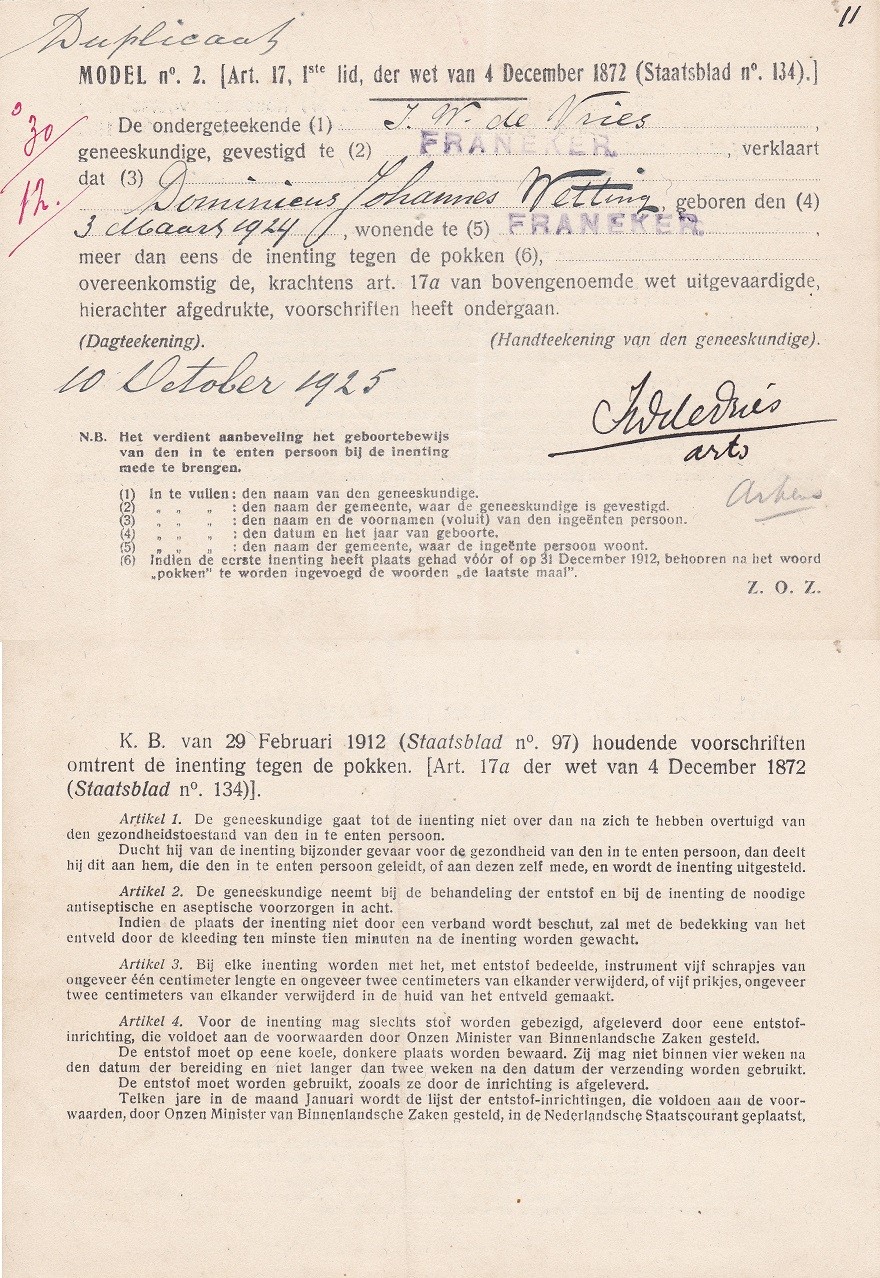 11
Duplicaat
MODEL nº. 2. [Art. 17, 1ste lid, der wet van 4 December 1872 (Staatsblad nº. 134).]
30/12.
De ondergeteekende (1) J. W. de Vries,
geneeskundige, gevestigd te (2) FRANEKER, verklaart
dat (3)
Dominicus Johannes Wetting, geboren den (4)
3 Maart 1924, wonende te (5) FRANEKER,
meer dan eens de inenting tegen de pokken (6),
overeenkomstig de, krachtens art. 17a van bovengenoemde wet uitgevaardigde,
hierachter afgedrukte, voorschriften heeft ondergaan.
(Dagteekening). (Handteekening van den geneeskundige).
10 October 1925
JWdeVries
arts
N.B. Het verdient aanbeveling het geboortebewijs
van den in te enten persoon bij de inenting
mede te brengen.
(1) In te vullen: den naam van den geneeskundige.
(2) „ „ „ : den naam der gemeente, waar de geneeskundige is gevestigd.
(3) „ „ „ : den naam en de voornamen (voluit) van den ingeënten persoon.
(4) „ „ „ : den datum en het jaar van geboorte.
(5) „ „ „ : den naam der gemeente, waar de ingeënte persoon woont.
(6) Indien de eerste inenting heeft plaats gehad vóór of op 31 December 1912, behooren na het woord
„pokken” te worden ingevoegd de woorden „de laatste maal”.
Z. O. Z.
K. B. van 29 Februari 1912 (Staatsblad nº. 97) houdende voorschriften
omtrent de inenting tegen de pokken. [Art. 17a der wet van 4 December 1872
(Staatsblad nº. 134)].
Artikel 1. De geneeskundige gaat tot de inenting niet over dan na zich te hebben overtuigd van
den gezondheidstoestand van den in te enten persoon.
Ducht hij van de inenting bijzonder gevaar voor de gezondheid van den in te enten persoon, dan deelt
hij dit aan hem, die den in te enten persoon geleidt, of aan dezen zelf mede, en wordt de inenting uitgesteld.
Artikel 2. De geneeskundige neemt bij de behandeling der entstof en bij de inenting de noodige
antiseptische en aseptische voorzorgen in acht.
Indien de plaats der inenting niet door een verband wordt beschut, zal met de bedekking van het
entveld door de kleeding ten minste tien minuten na de inenting worden gewacht.
Artikel 3. Bij elke inenting worden met het, met entstof bedeelde, instrument vijf schrapjes van
ongeveer één centimeter lengte en ongeveer twee centimeters van elkander verwijderd, of vijf prikjes, ongeveer
twee centimeters van elkander verwijderd in de huid van het entveld gemaakt.
Artikel 4. Voor de inenting mag slechts stof worden gebezigd, afgeleverd door eene entstof-
inrichting, die voldoet aan de voorwaarden door Onzen Minister van Binnenlandsche Zaken gesteld.
De entstof moet op eene koele, donkere plaats worden bewaard. Zij mag niet binnen vier weken na
den datum der bereiding en niet langer dan twee weken na den datum der verzending worden gebruikt.
De entstof moet worden gebruikt, zooals ze door de inrichting is afgeleverd.
Telken jare in de maand Januari wordt de lijst der entstof-inrichtingen, die voldoen aan de voor-
waarden, door Onzen Minister van Binnenlandsche Zaken gesteld, in de Nederlandsche Staatscourant geplaatst.